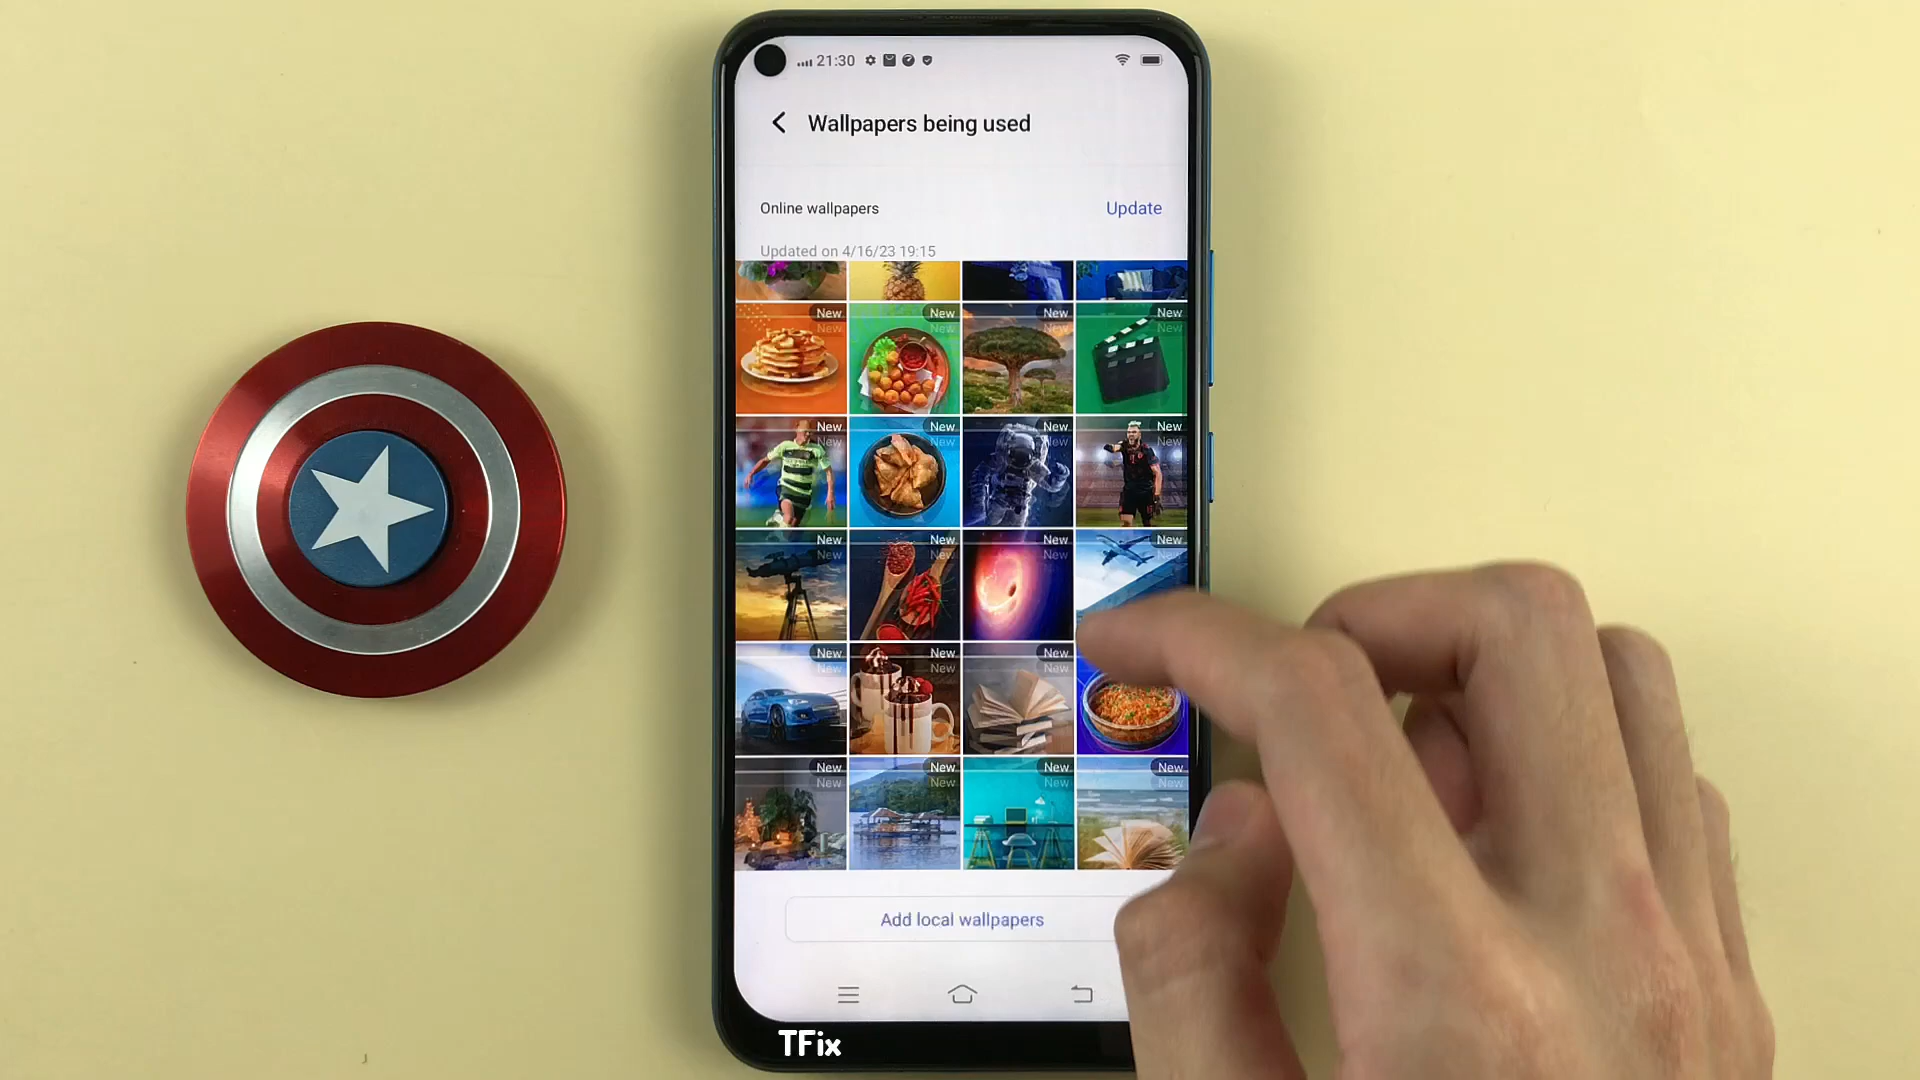 21:30
Wallpapers being used
Online wallpapers
Update
Updated on 4/16/23 19:15
New New New New
New New New New
New New New New
New New New
New New New New
Add local wallpapers
TFix